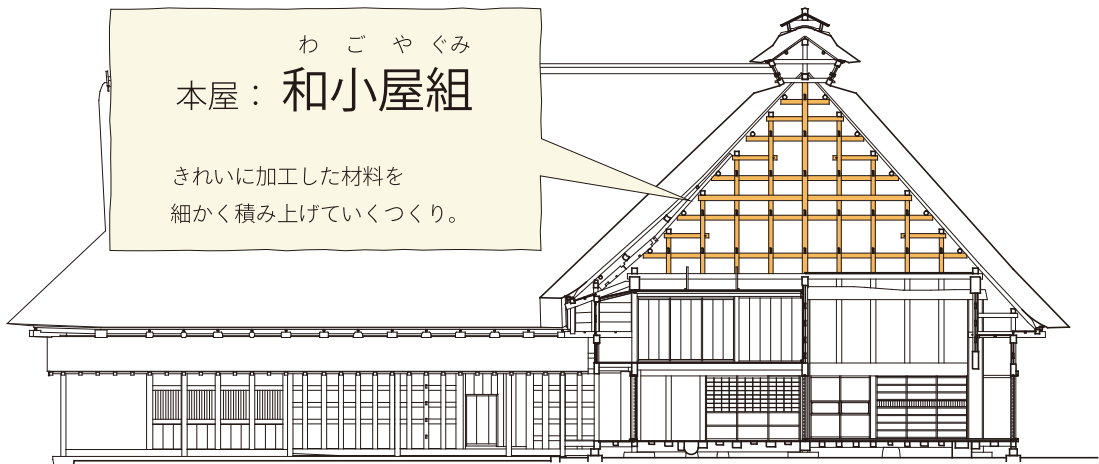 わ ご や ぐみ
本屋： 和小屋組
きれいに加工した材料を
細かく積み上げていくつくり。